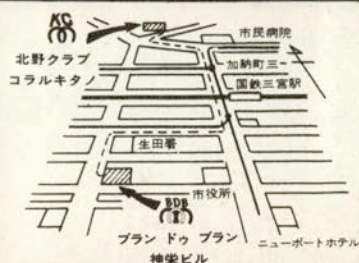 KC
北野クラブ
コラルキタノ
市民病院
加納町三
国鉄三宮駅
生田署
市役所
BDB
ブラン ドゥ ブラン
神栄ビル
ニューポートホテル